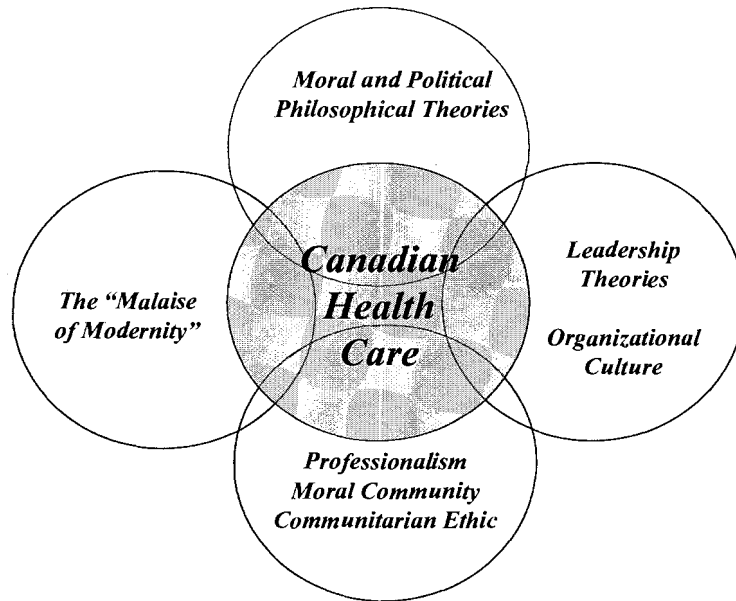 Moral and Political
Philosophical Theories
Canadian
Health
Care
The “Malaise
of Modernity”
Leadership
Theories
Organizational
Culture
Professionalism
Moral Community
Communitarian Ethic